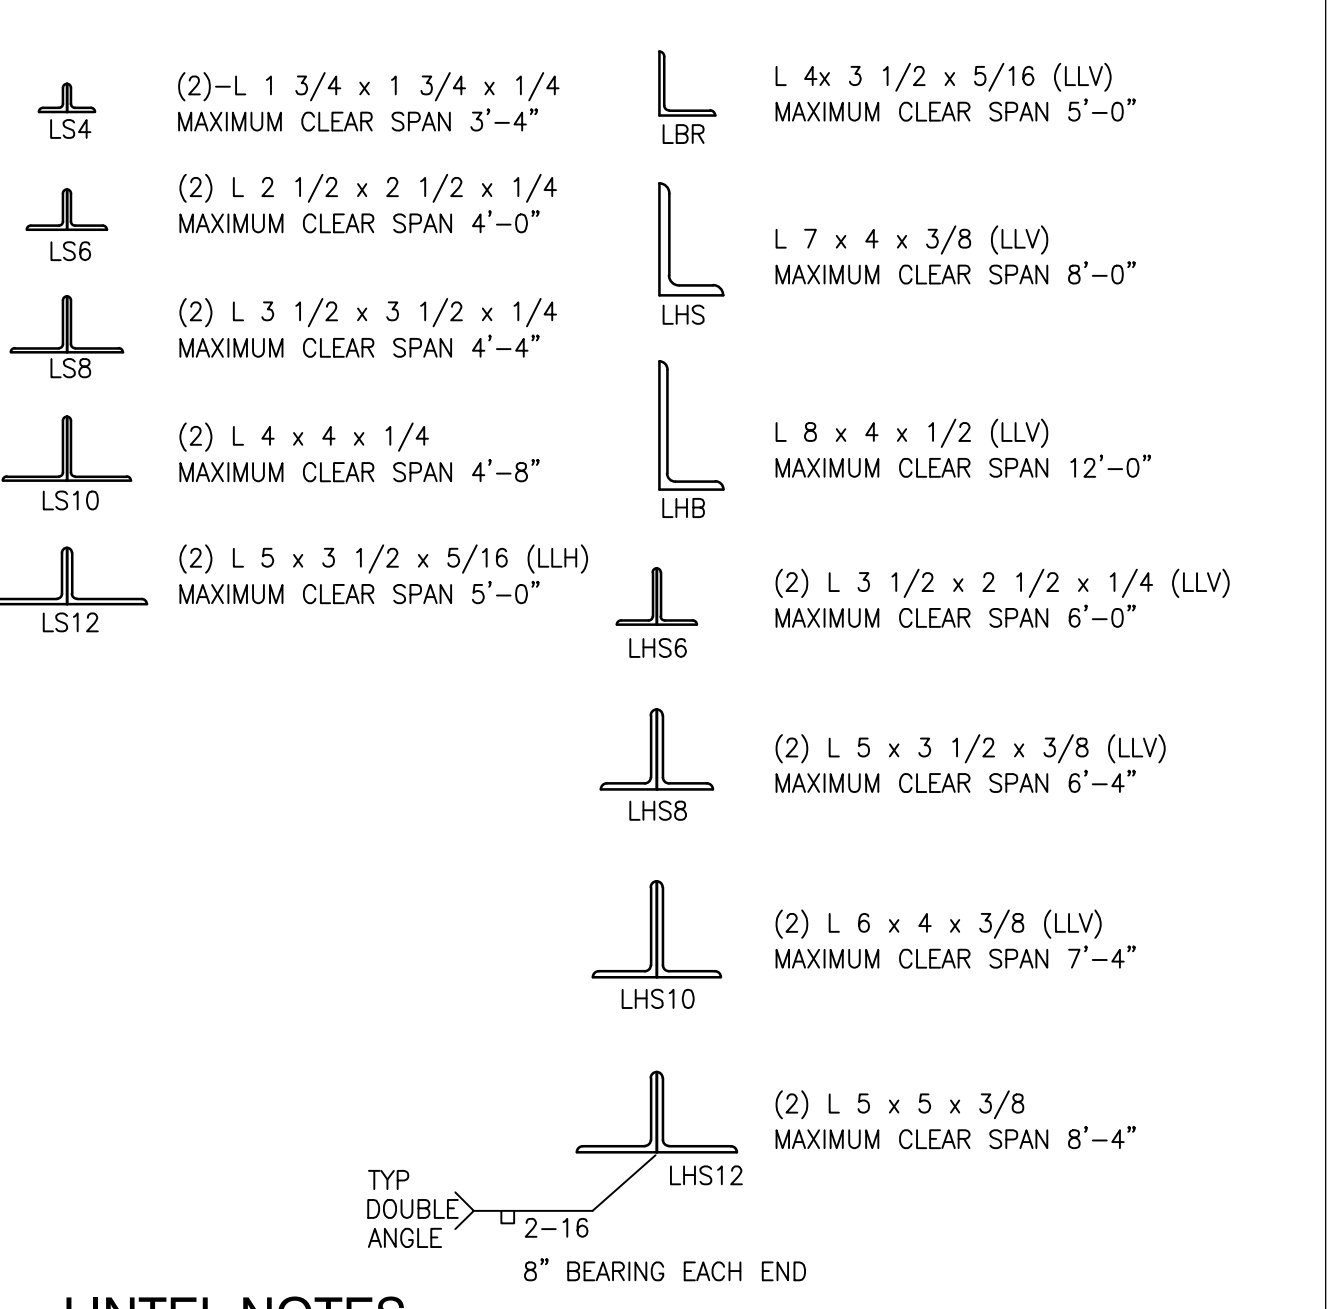 (2)-L 1 3/4 x 1 3/4 x 1/4
MAXIMUM CLEAR SPAN 3'-4"
LS4
(2) L 2 1/2 x 2 1/2 x 1/4
MAXIMUM CLEAR SPAN 4'-0"
LS6
(2) L 3 1/2 x 3 1/2 x 1/4
MAXIMUM CLEAR SPAN 4'-4"
LS8
(2) L 4 x 4 x 1/4
MAXIMUM CLEAR SPAN 4'-8"
LS10
(2) L 5 x 3 1/2 x 5/16 (LLH)
MAXIMUM CLEAR SPAN 5'-0"
LS12
L 4x 3 1/2 x 5/16 (LLV)
MAXIMUM CLEAR SPAN 5'-0"
LBR
L 7 x 4 x 3/8 (LLV)
MAXIMUM CLEAR SPAN 8'-0"
LHS
L 8 x 4 x 1/2 (LLV)
MAXIMUM CLEAR SPAN 12'-0"
LHB
(2) L 3 1/2 x 2 1/2 x 1/4 (LLV)
MAXIMUM CLEAR SPAN 6'-0"
LHS6
(2) L 5 x 3 1/2 x 3/8 (LLV)
MAXIMUM CLEAR SPAN 6'-4"
LHS8
(2) L 6 x 4 x 3/8 (LLV)
MAXIMUM CLEAR SPAN 7'-4"
LHS10
(2) L 5 x 5 x 3/8
MAXIMUM CLEAR SPAN 8'-4"
LHS12
TYP
DOUBLE
ANGLE
2-16
8" BEARING EACH END
LINTEL NOTES